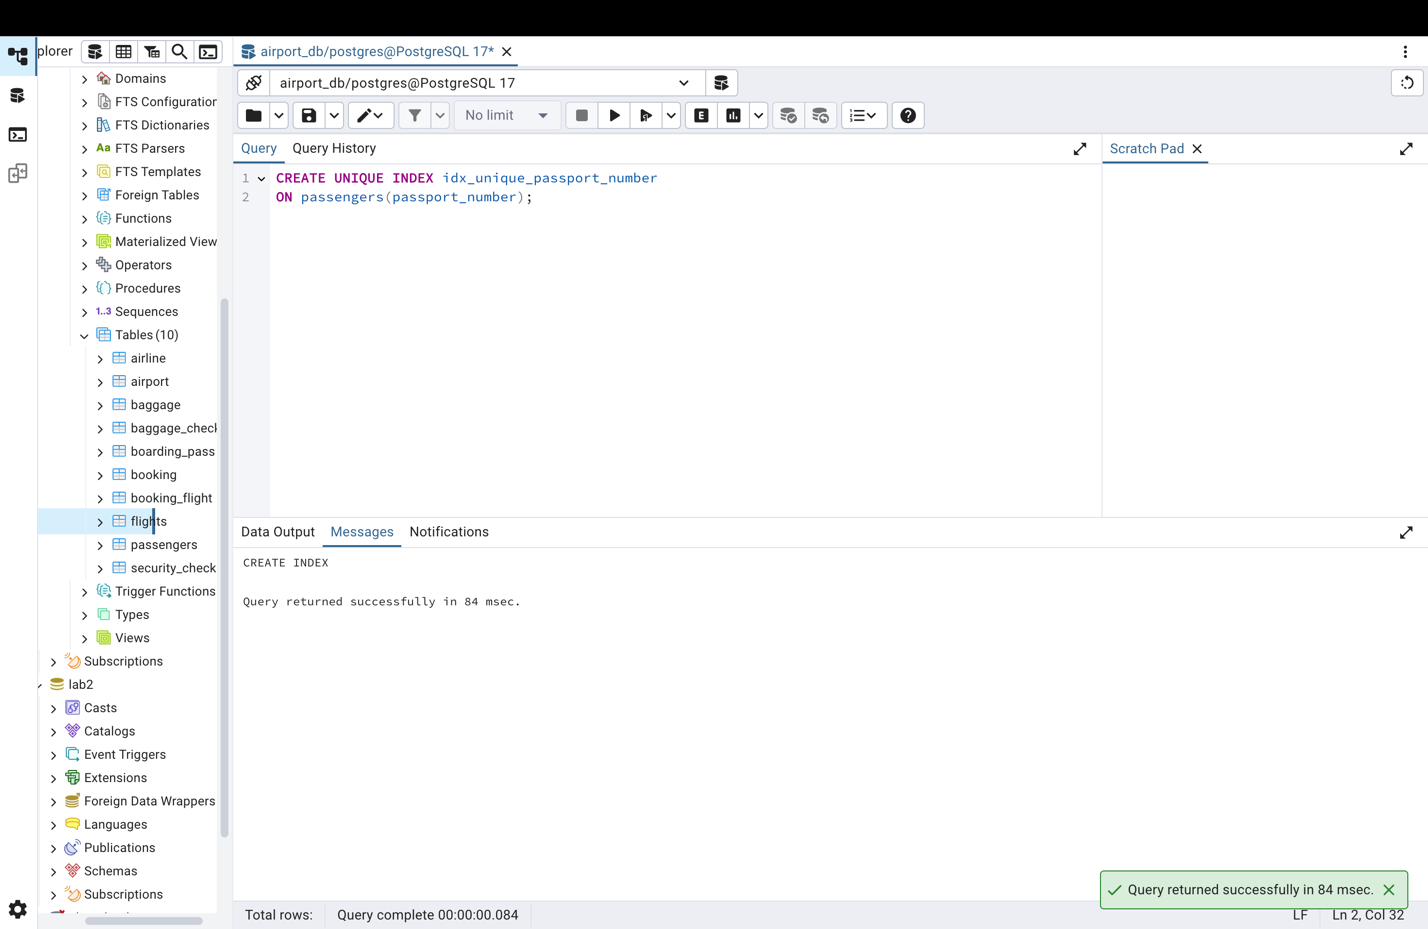 plorer
airport_db/postgres@PostgreSQL 17*
airport_db/postgres@PostgreSQL 17
No limit
E
Query
Query History
Scratch Pad
1
CREATE UNIQUE INDEX idx_unique_passport_number
2
ON passengers(passport_number);
Domains
FTS Configuration
FTS Dictionaries
Aa FTS Parsers
FTS Templates
Foreign Tables
Functions
Materialized View
Operators
Procedures
1..3 Sequences
Tables (10)
airline
airport
baggage
baggage_check
boarding_pass
booking
booking_flight
flights
passengers
security_check
Trigger Functions
Types
Views
Subscriptions
lab2
Casts
Catalogs
Event Triggers
Extensions
Foreign Data Wrappers
Languages
Publications
Schemas
Subscriptions
Data Output
Messages
Notifications
CREATE INDEX
Query returned successfully in 84 msec.
Query returned successfully in 84 msec.
Total rows:
Query complete 00:00:00.084
LF
Ln 2, Col 32